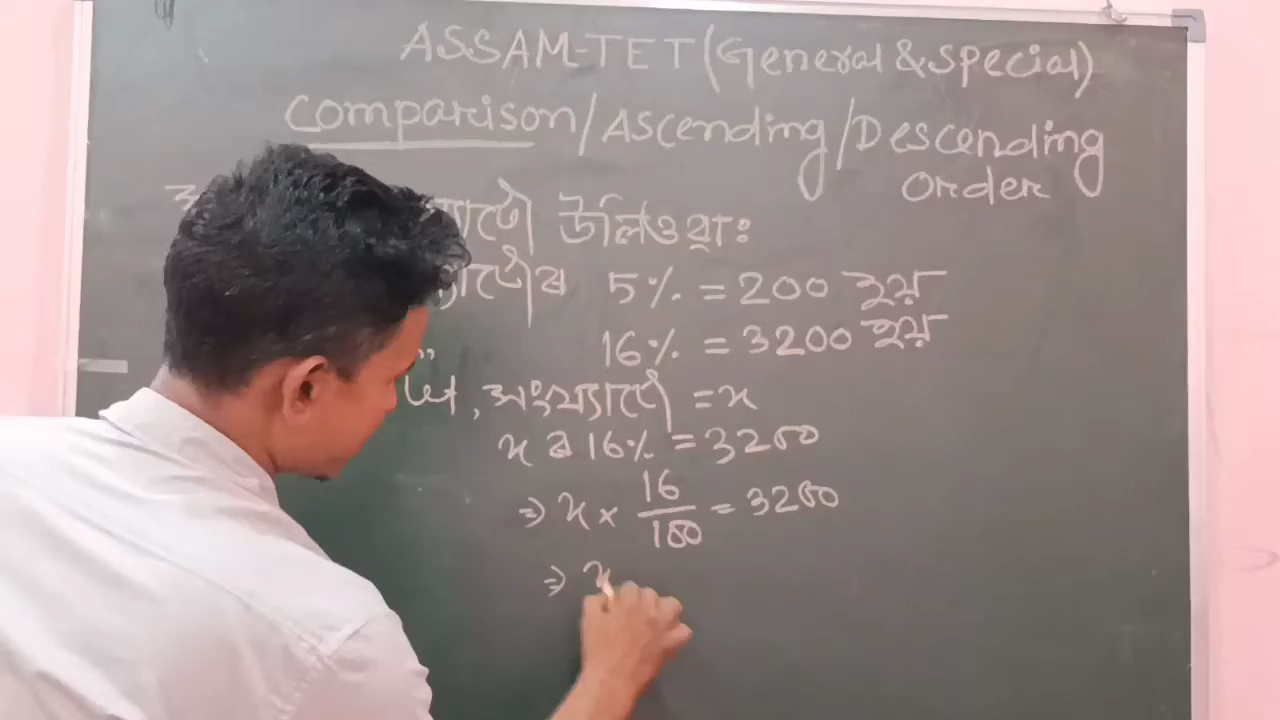 ASSAM-TET (General & Special)
Comparison/Ascending/Descending
Order
উলিওৱা:
5% = 200 হয়
,, 16% = 3200 হয়
Let, সংখ্যাটো = x
x ৰ 16% = 3200
⇒ x × 16/100 = 3200
⇒ x